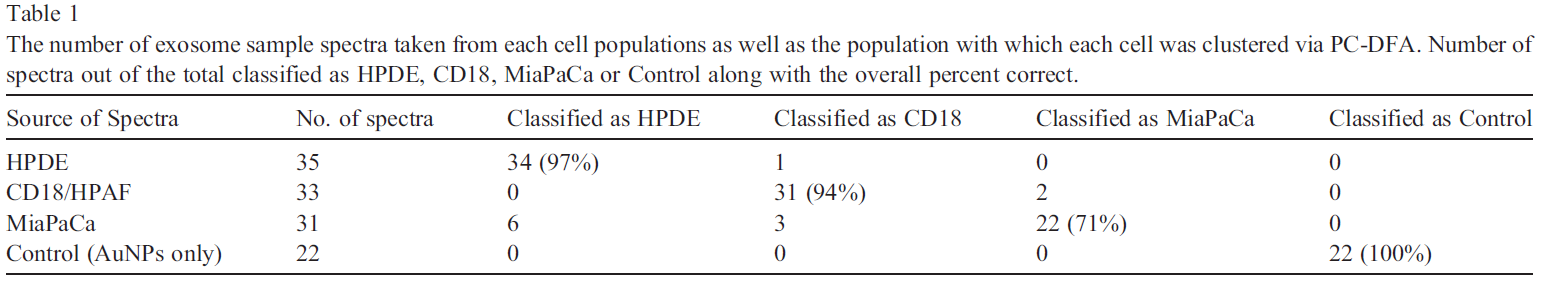 Table 1
The number of exosome sample spectra taken from each cell populations as well as the population with which each cell was clustered via PC-DFA. Number of
spectra out of the total classified as HPDE, CD18, MiaPaCa or Control along with the overall percent correct.
Source of Spectra No. of spectra Classified as HPDE Classified as CD18 Classified as MiaPaCa Classified as Control
HPDE 35 34 (97%) 1 0 0
CD18/HPAF 33 0 31 (94%) 2 0
MiaPaCa 31 6 3 22 (71%) 0
Control (AuNPs only) 22 0 0 0 22 (100%)